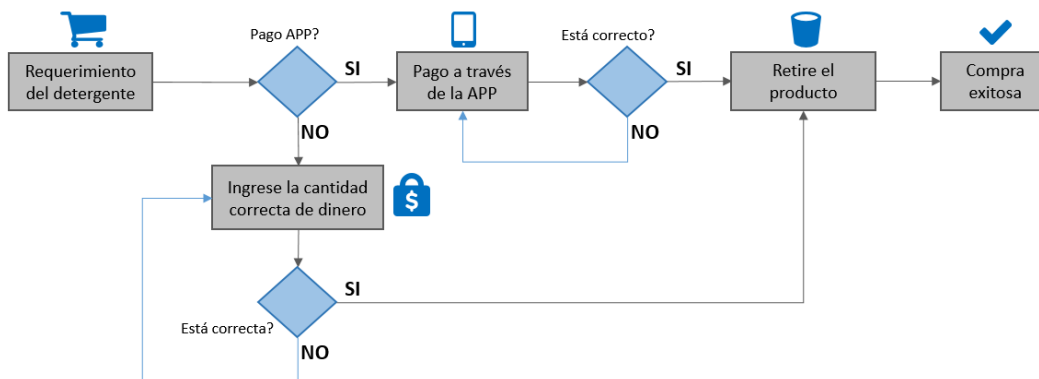 Pago APP?
Está correcto?
Requerimiento
del detergente
SI
Pago a través
de la APP
SI
Retire el
producto
Compra
exitosa
NO
NO
Ingrese la cantidad
correcta de dinero
$
SI
Está correcta?
NO